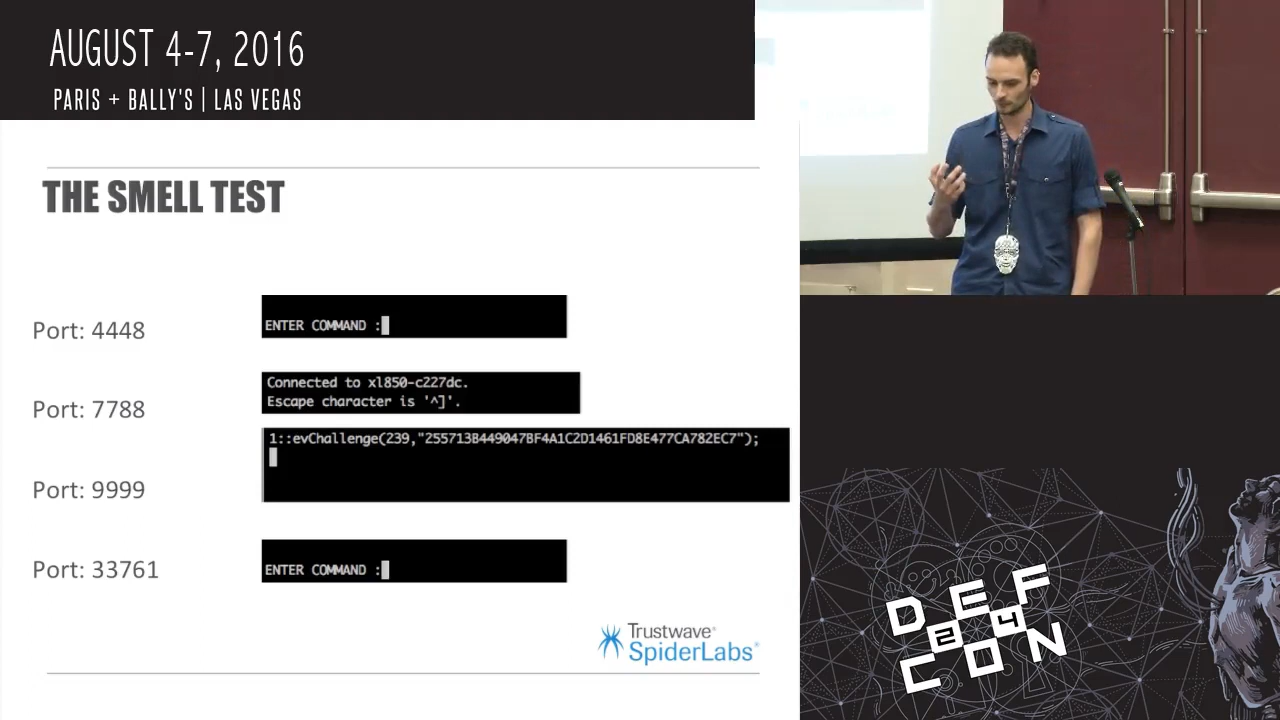 AUGUST 4-7, 2016
PARIS + BALLY'S | LAS VEGAS
THE SMELL TEST
Port: 4448
ENTER COMMAND :
Port: 7788
Connected to xl850-c227dc.
Escape character is '^]'.
Port: 9999
1::evChallenge(239,"255713B449047BF4A1C2D1461FD8E477CA782EC7");
Port: 33761
ENTER COMMAND :
Trustwave®
SpiderLabs®
DEF
24
CON